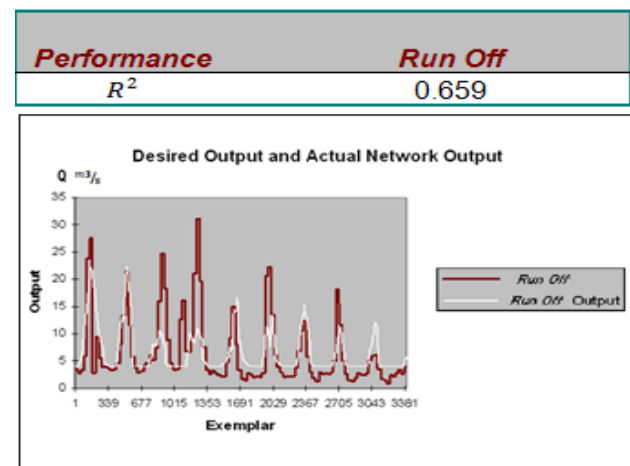 Performance Run Off
R² 0.659
Desired Output and Actual Network Output
Q m3/s
35
30
25
20
15
10
5
0
Output
1 339 677 1015 1353 1691 2029 2367 2705 3043 3381
Exemplar
Run Off
Run Off Output